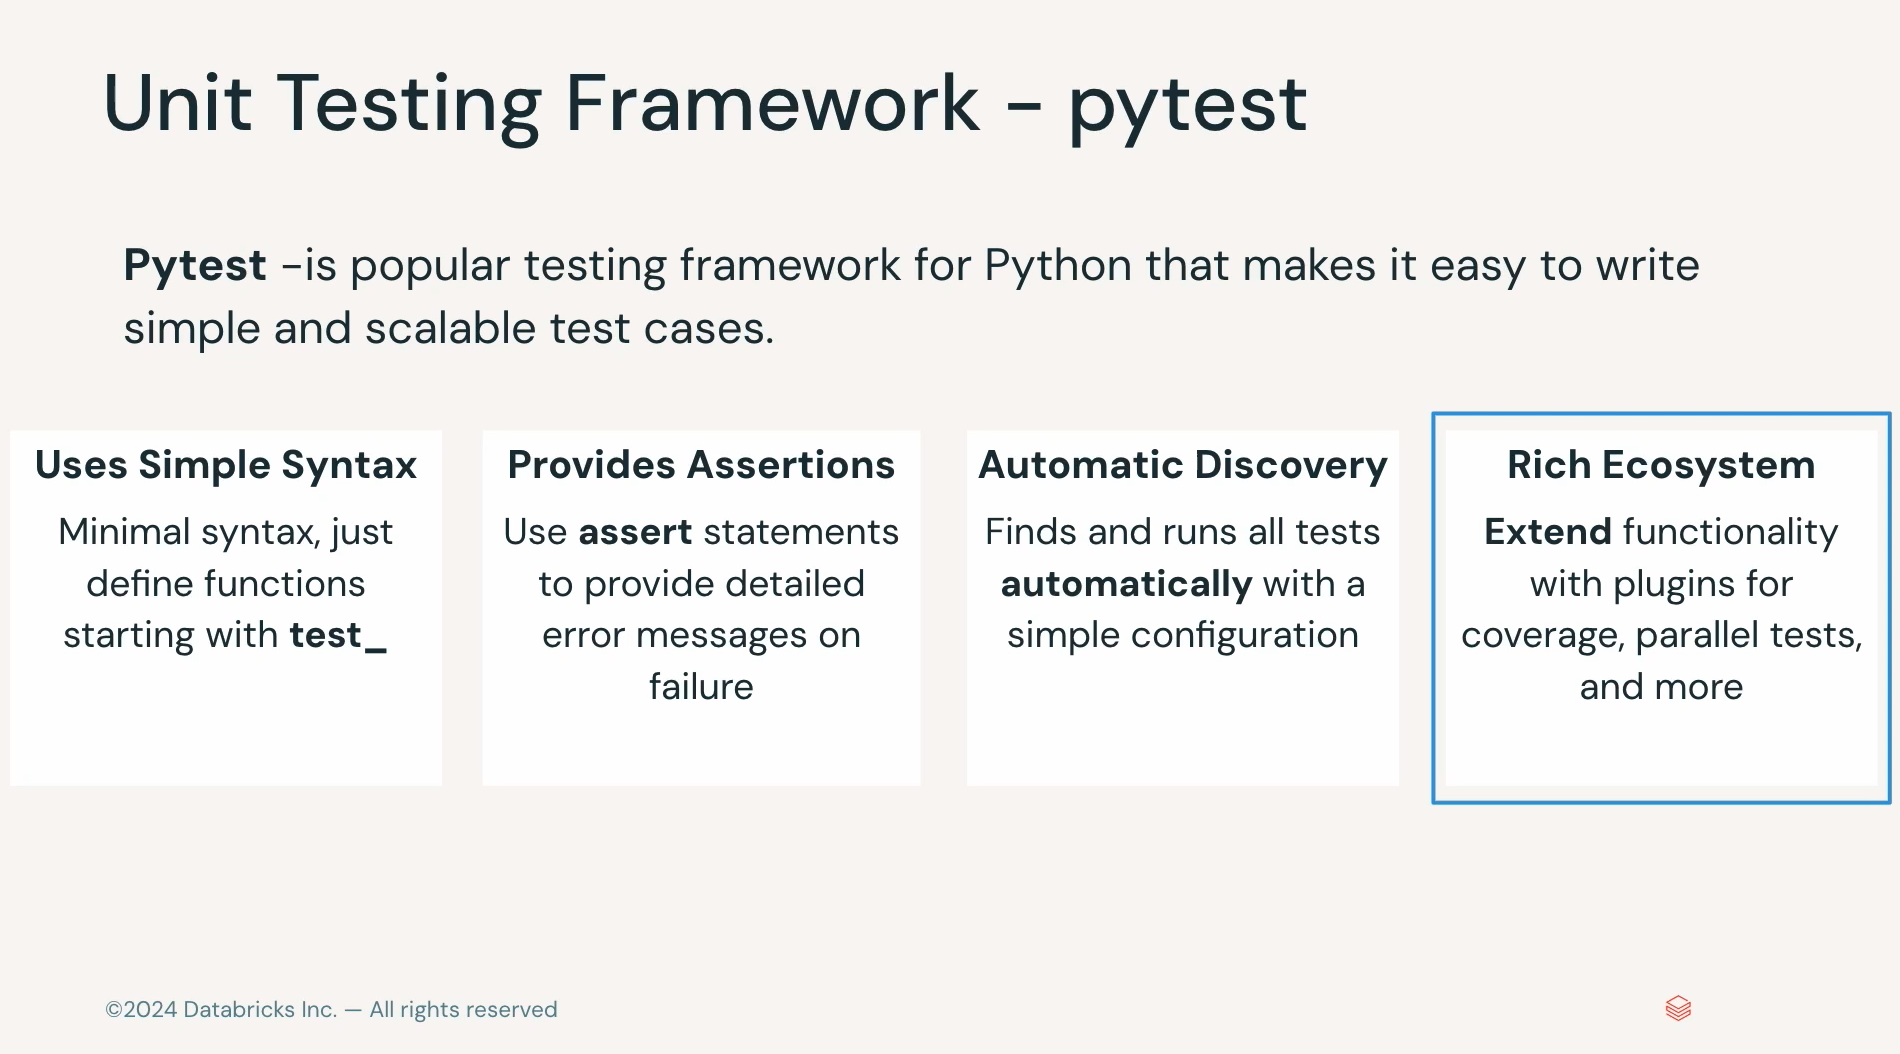 Unit Testing Framework - pytest
Pytest -is popular testing framework for Python that makes it easy to write
simple and scalable test cases.
Uses Simple Syntax
Minimal syntax, just
define functions
starting with test_
Provides Assertions
Use assert statements
to provide detailed
error messages on
failure
Automatic Discovery
Finds and runs all tests
automatically with a
simple configuration
Rich Ecosystem
Extend functionality
with plugins for
coverage, parallel tests,
and more
©2024 Databricks Inc. — All rights reserved